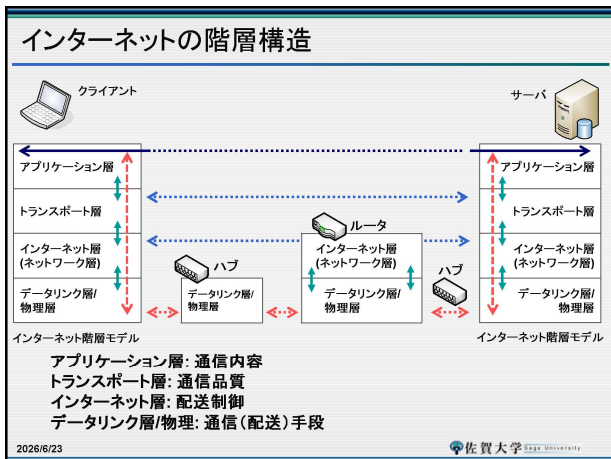 インターネットの階層構造
クライアント
サーバ
アプリケーション層
アプリケーション層
トランスポート層
トランスポート層
ルータ
インターネット層
(ネットワーク層)
インターネット層
(ネットワーク層)
インターネット層
(ネットワーク層)
ハブ
ハブ
データリンク層/
物理層
データリンク層/
物理層
データリンク層/
物理層
データリンク層/
物理層
インターネット階層モデル
インターネット階層モデル
アプリケーション層: 通信内容
トランスポート層: 通信品質
インターネット層: 配送制御
データリンク層/物理: 通信(配送)手段
2026/6/23
佐賀大学 Saga University